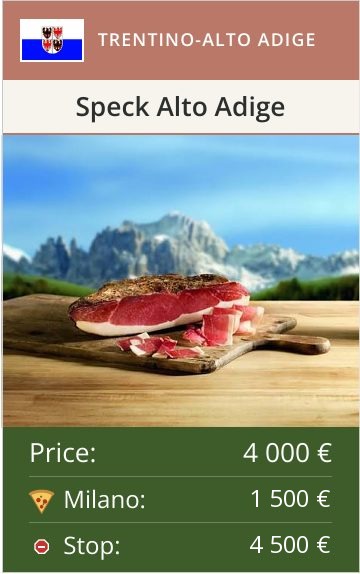 TRENTINO-ALTO ADIGE
Speck Alto Adige
Price: 4 000 €
Milano: 1 500 €
Stop: 4 500 €